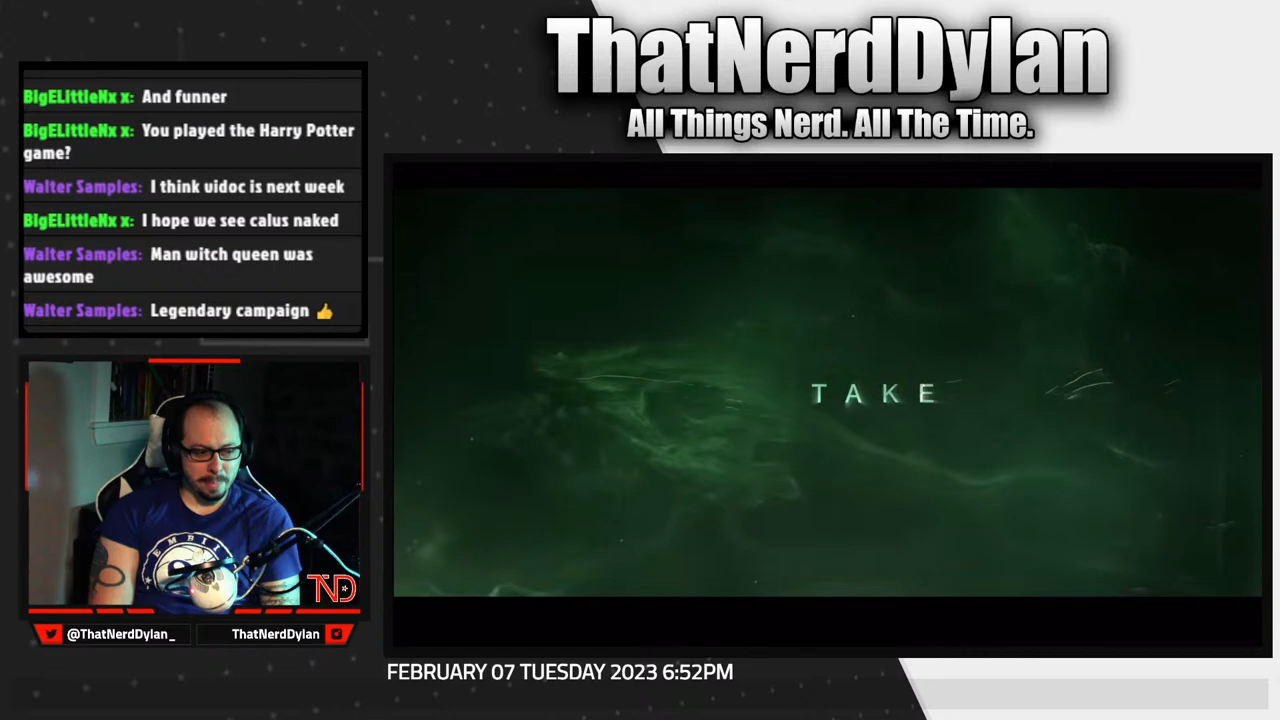 ThatNerdDylan
All Things Nerd. All The Time.
BigELittleNx x: And funner
BigELittleNx x: You played the Harry Potter
game?
Walter Samples: I think vidoc is next week
BigELittleNx x: I hope we see calus naked
Walter Samples: Man witch queen was
awesome
Walter Samples: Legendary campaign 👍
TAKE
EMBIT
TND
@ThatNerdDylan_
ThatNerdDylan
FEBRUARY 07 TUESDAY 2023 6:52PM